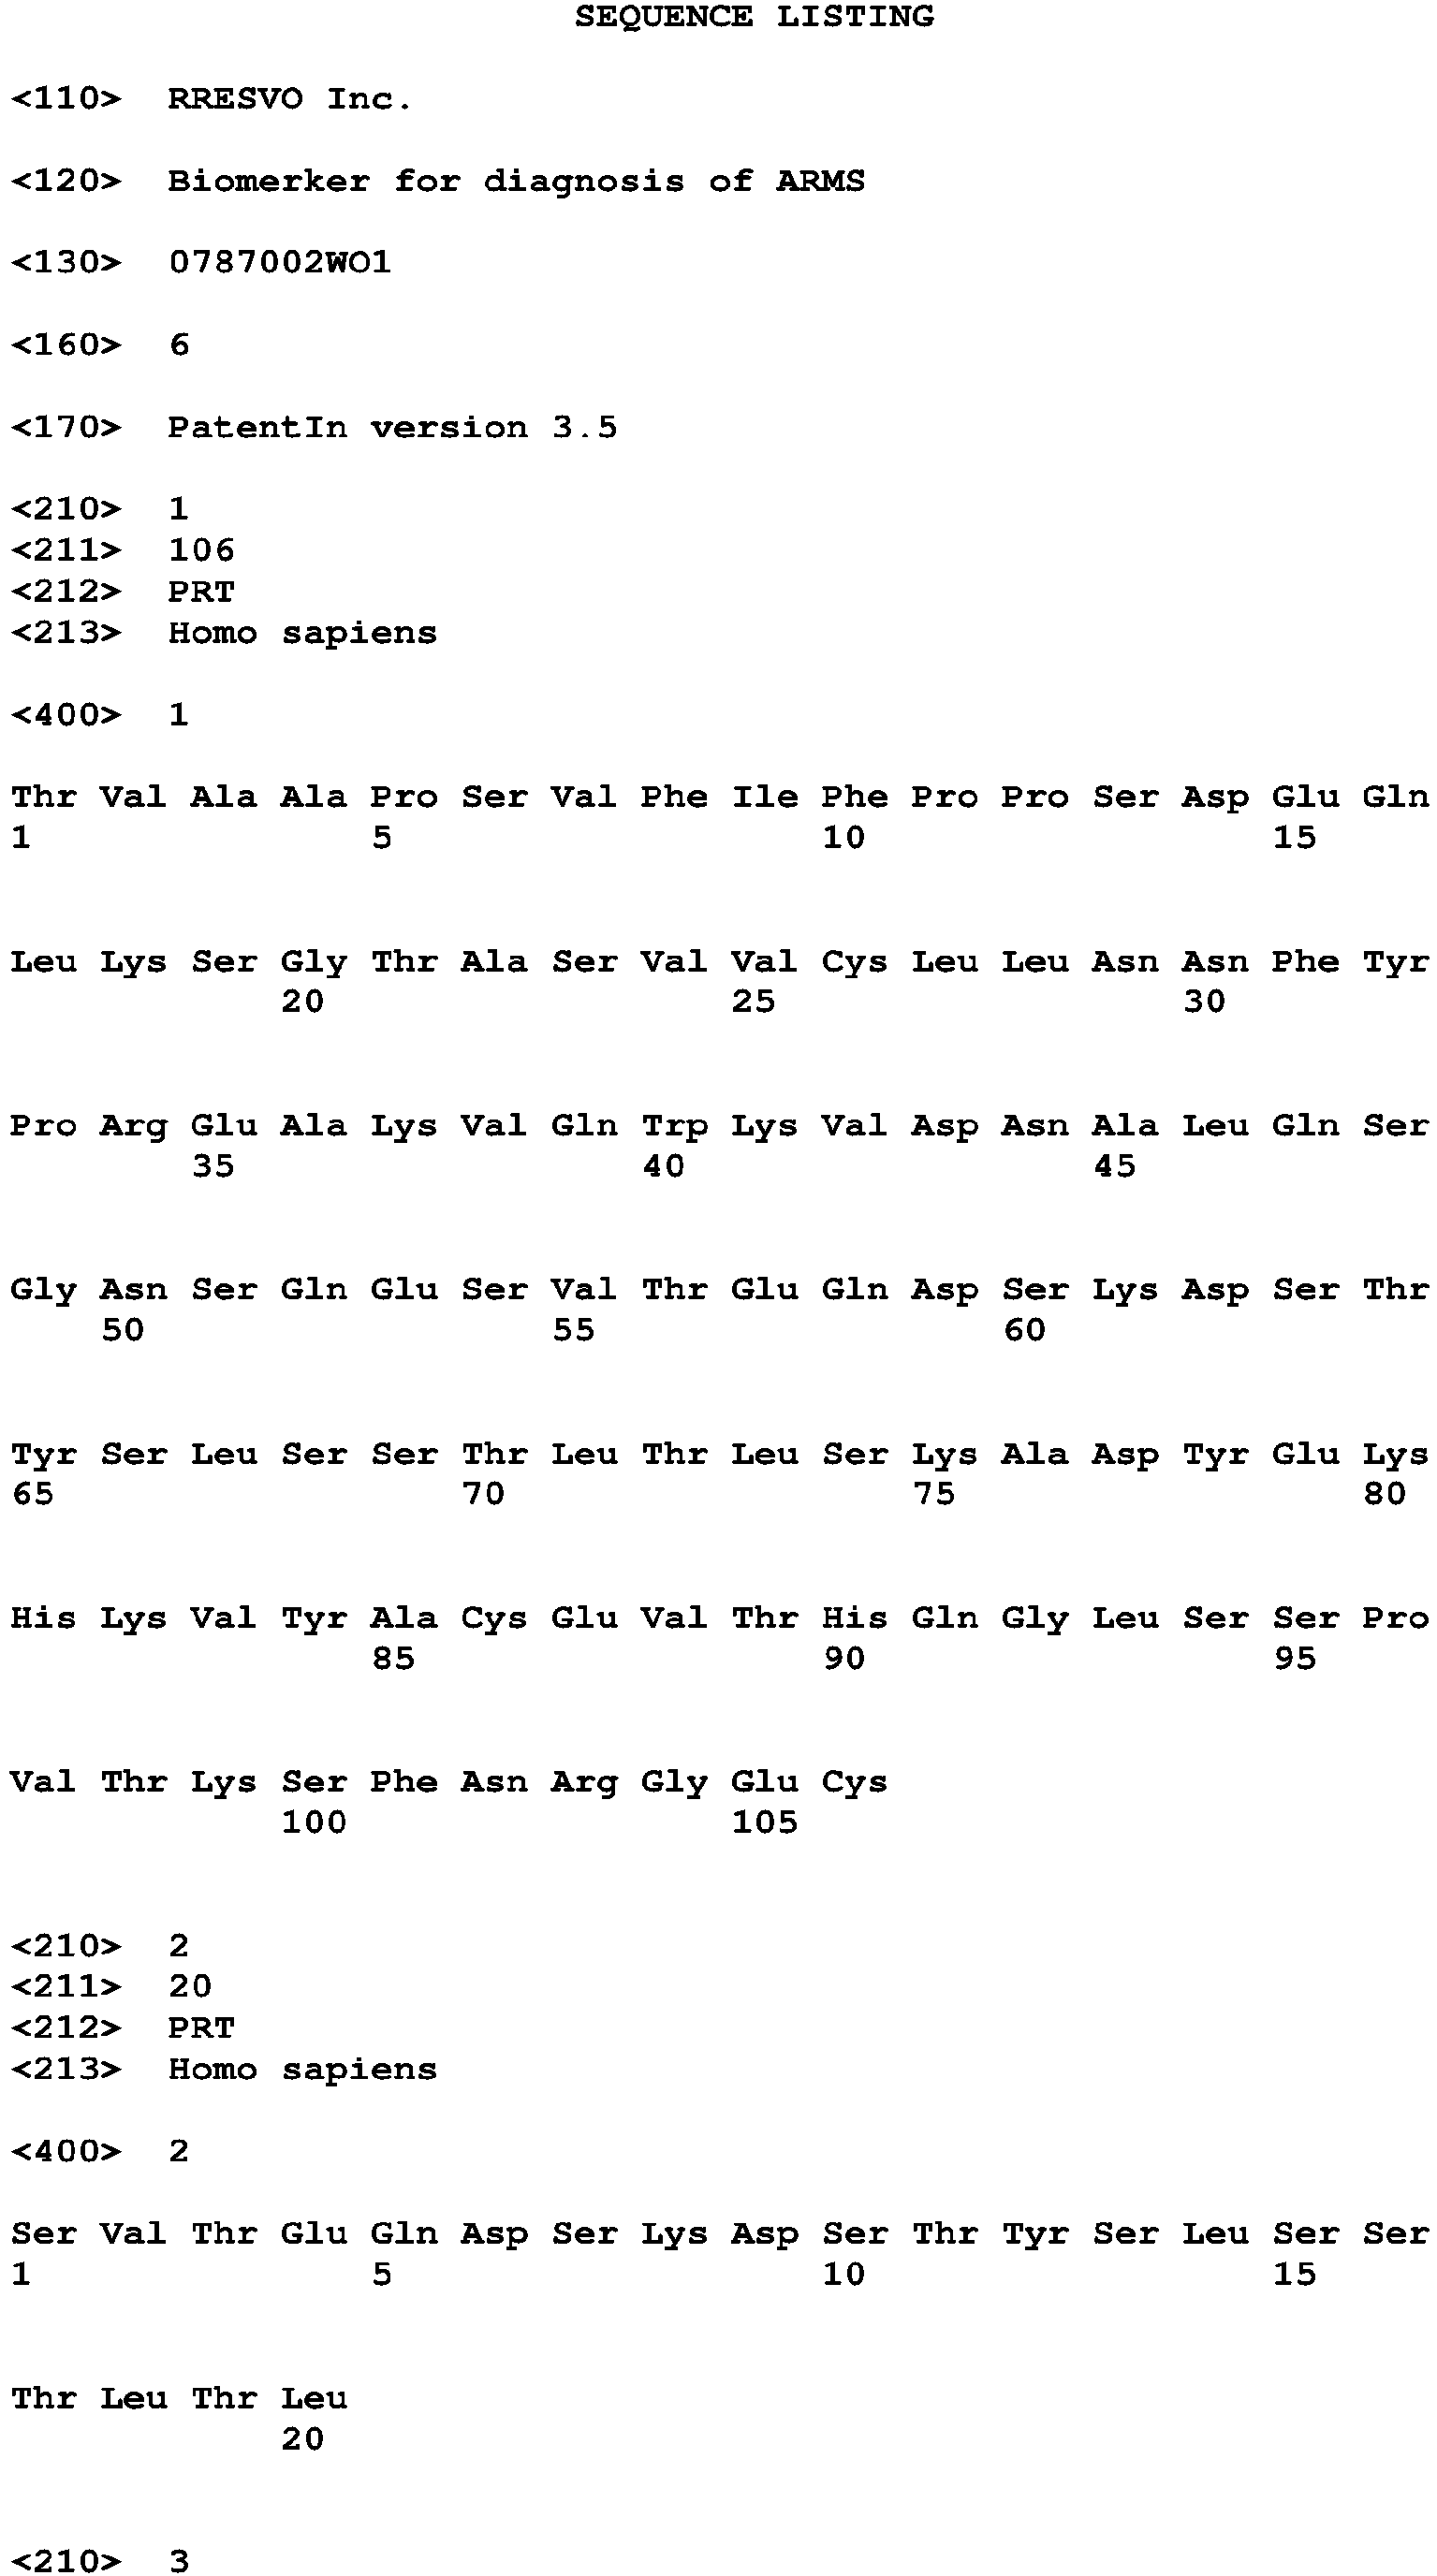 SEQUENCE LISTING
<110> RRESVO Inc.
<120> Biomerker for diagnosis of ARMS
<130> 0787002WO1
<160> 6
<170> PatentIn version 3.5
<210> 1
<211> 106
<212> PRT
<213> Homo sapiens
<400> 1
Thr Val Ala Ala Pro Ser Val Phe Ile Phe Pro Pro Ser Asp Glu Gln
1 5 10 15
Leu Lys Ser Gly Thr Ala Ser Val Val Cys Leu Leu Asn Asn Phe Tyr
20 25 30
Pro Arg Glu Ala Lys Val Gln Trp Lys Val Asp Asn Ala Leu Gln Ser
35 40 45
Gly Asn Ser Gln Glu Ser Val Thr Glu Gln Asp Ser Lys Asp Ser Thr
50 55 60
Tyr Ser Leu Ser Ser Thr Leu Thr Leu Ser Lys Ala Asp Tyr Glu Lys
65 70 75 80
His Lys Val Tyr Ala Cys Glu Val Thr His Gln Gly Leu Ser Ser Pro
85 90 95
Val Thr Lys Ser Phe Asn Arg Gly Glu Cys
100 105
<210> 2
<211> 20
<212> PRT
<213> Homo sapiens
<400> 2
Ser Val Thr Glu Gln Asp Ser Lys Asp Ser Thr Tyr Ser Leu Ser Ser
1 5 10 15
Thr Leu Thr Leu
20
<210> 3